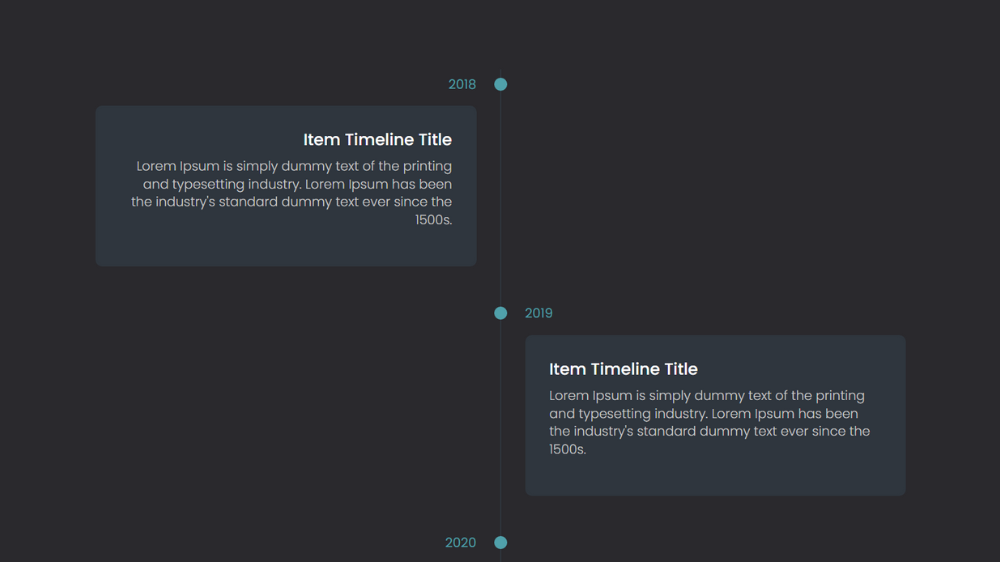 2018
Item Timeline Title
Lorem Ipsum is simply dummy text of the printing
and typesetting industry. Lorem Ipsum has been
the industry's standard dummy text ever since the
1500s.
2019
Item Timeline Title
Lorem Ipsum is simply dummy text of the printing
and typesetting industry. Lorem Ipsum has been
the industry's standard dummy text ever since the
1500s.
2020